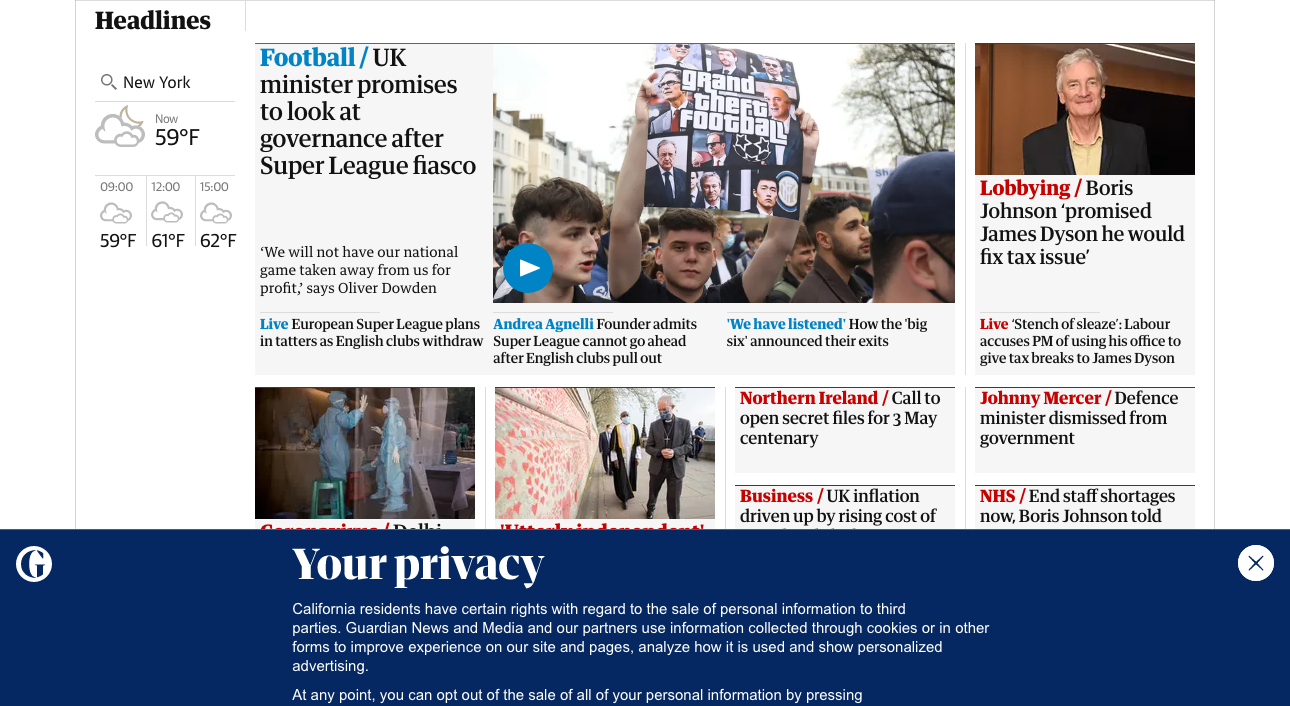 Headlines
New York
Now
59°F
09:00
12:00
15:00
59°F
61°F
62°F
Football / UK
minister promises
to look at
governance after
Super League fiasco
‘We will not have our national
game taken away from us for
profit,’ says Oliver Dowden
GRAND
THEFT
FOOTBALL
Live European Super League plans
in tatters as English clubs withdraw
Andrea Agnelli Founder admits
Super League cannot go ahead
after English clubs pull out
'We have listened' How the 'big
six' announced their exits
Lobbying / Boris
Johnson ‘promised
James Dyson he would
fix tax issue’
Live ‘Stench of sleaze’: Labour
accuses PM of using his office to
give tax breaks to James Dyson
Coronavirus / Delhi
'Utterly independent'
Northern Ireland / Call to
open secret files for 3 May
centenary
Business / UK inflation
driven up by rising cost of
Johnny Mercer / Defence
minister dismissed from
government
NHS / End staff shortages
now, Boris Johnson told
Your privacy
California residents have certain rights with regard to the sale of personal information to third
parties. Guardian News and Media and our partners use information collected through cookies or in other
forms to improve experience on our site and pages, analyze how it is used and show personalized
advertising.
At any point, you can opt out of the sale of all of your personal information by pressing